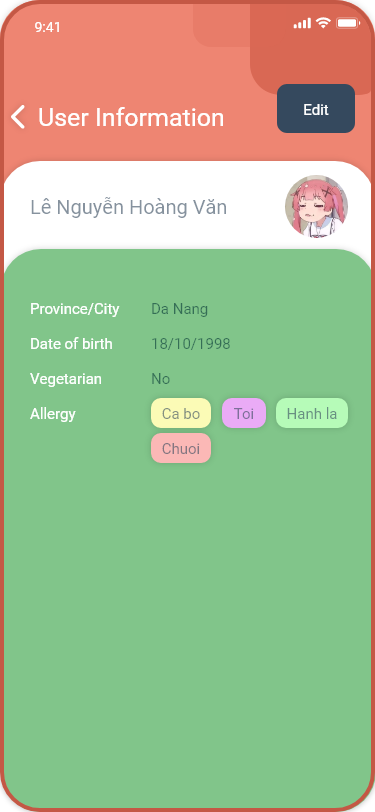 9:41
User Information
Edit
Lê Nguyễn Hoàng Văn
Province/City Da Nang
Date of birth 18/10/1998
Vegetarian No
Allergy Ca bo Toi Hanh la
Chuoi